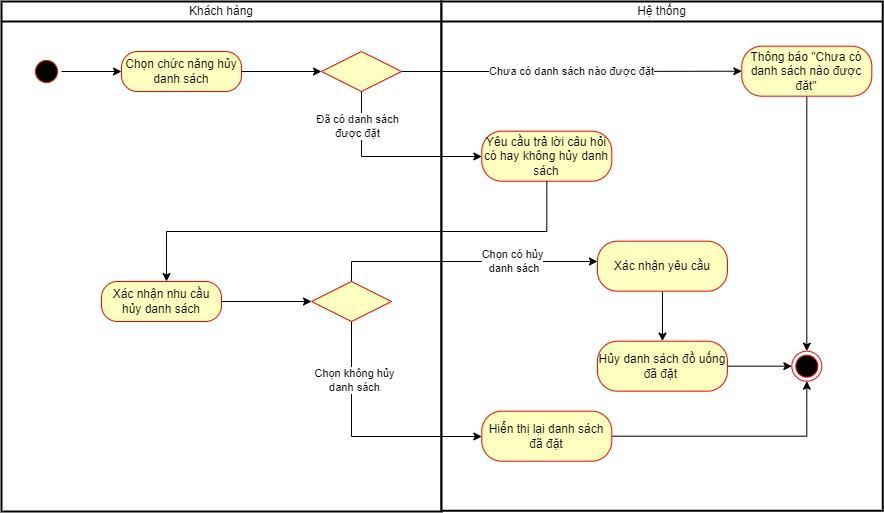 Khách hàng
Hệ thống
Chọn chức năng hủy
danh sách
Chưa có danh sách nào được đặt
Thông báo "Chưa có
danh sách nào được
đặt"
Đã có danh sách
được đặt
Yêu cầu trả lời câu hỏi
có hay không hủy danh
sách
Chọn có hủy
danh sách
Xác nhận yêu cầu
Xác nhận nhu cầu
hủy danh sách
Chọn không hủy
danh sách
Hủy danh sách đồ uống
đã đặt
Hiển thị lại danh sách
đã đặt